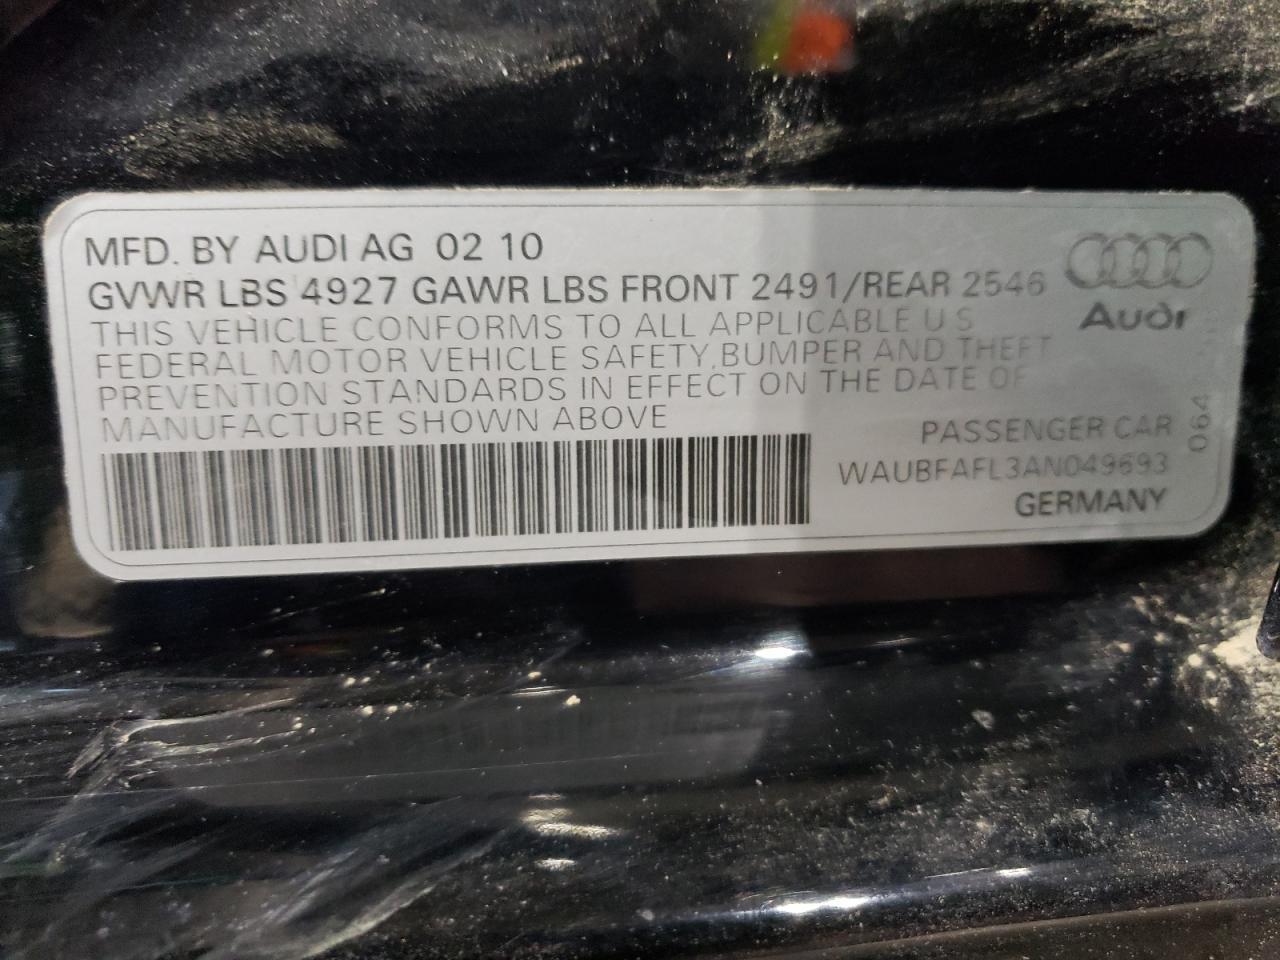 MFD. BY AUDI AG 02 10
GVWR LBS 4927 GAWR LBS FRONT 2491/REAR 2546
THIS VEHICLE CONFORMS TO ALL APPLICABLE U S
FEDERAL MOTOR VEHICLE SAFETY, BUMPER AND THEFT
PREVENTION STANDARDS IN EFFECT ON THE DATE OF
MANUFACTURE SHOWN ABOVE
Audi
PASSENGER CAR
WAUBFAFL3AN049693
GERMANY
064